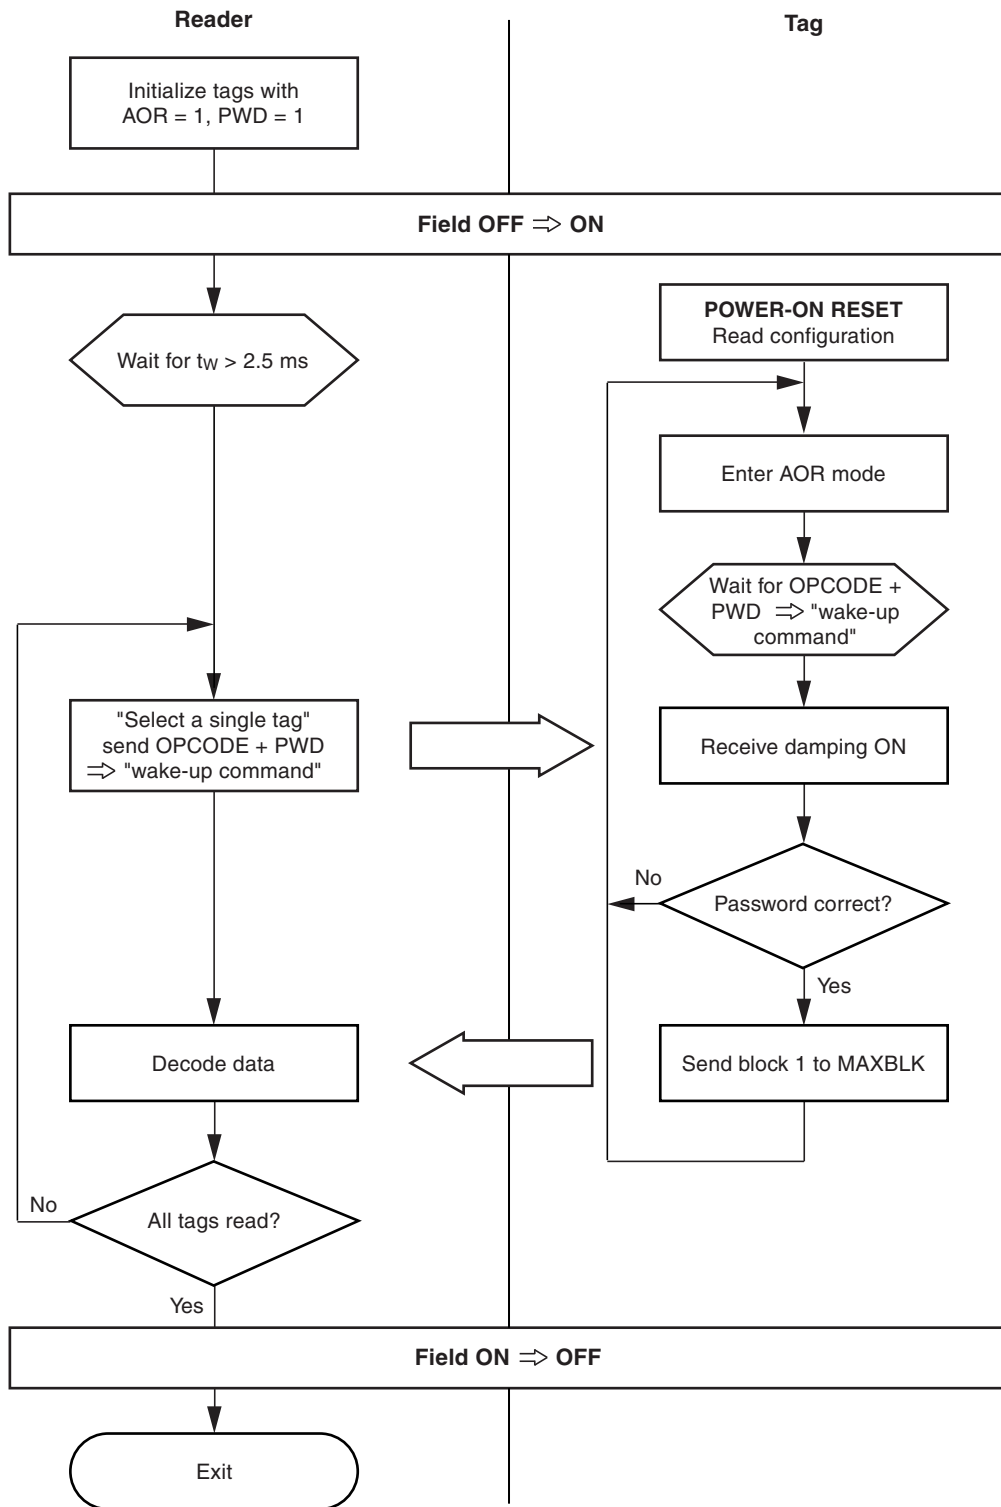 Reader
Tag
Initialize tags with
AOR = 1, PWD = 1
Field OFF ⇒ ON
POWER-ON RESET
Read configuration
Wait for tW > 2.5 ms
Enter AOR mode
Wait for OPCODE +
PWD ⇒ "wake-up
command"
"Select a single tag"
send OPCODE + PWD
⇒ "wake-up command"
Receive damping ON
No
Password correct?
Yes
Decode data
Send block 1 to MAXBLK
No
All tags read?
Yes
Field ON ⇒ OFF
Exit